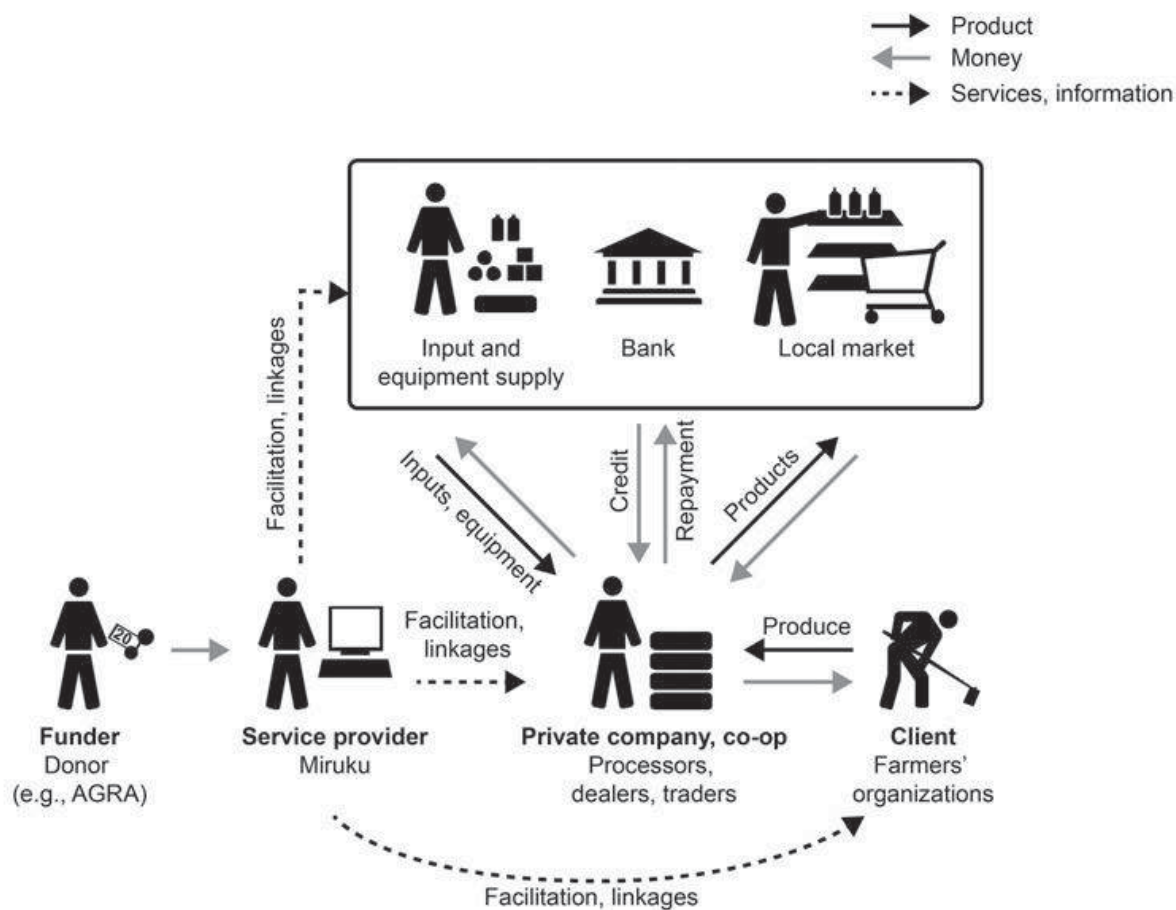 Product
Money
Services, information
Input and
equipment supply
Bank
Local market
Facilitation, linkages
Inputs, equipment
Credit
Repayment
Products
20
Facilitation,
linkages
Produce
Funder
Donor
(e.g., AGRA)
Service provider
Miruku
Private company, co-op
Processors,
dealers, traders
Client
Farmers'
organizations
Facilitation, linkages